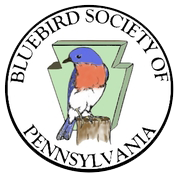 BLUEBIRD SOCIETY OF
PENNSYLVANIA